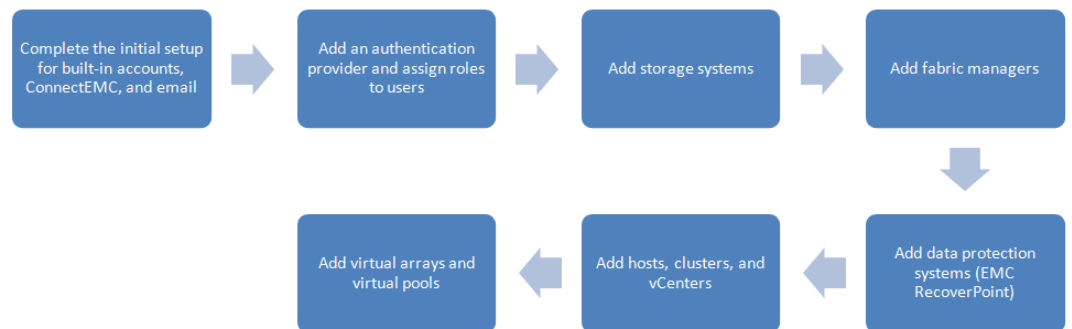 Complete the initial setup
for built-in accounts,
ConnectEMC, and email
Add an authentication
provider and assign roles
to users
Add storage systems
Add fabric managers
Add data protection
systems (EMC
RecoverPoint)
Add hosts, clusters, and
vCenters
Add virtual arrays and
virtual pools